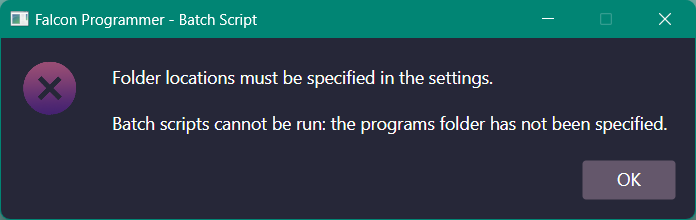 Falcon Programmer - Batch Script
Folder locations must be specified in the settings.
Batch scripts cannot be run: the programs folder has not been specified.
OK